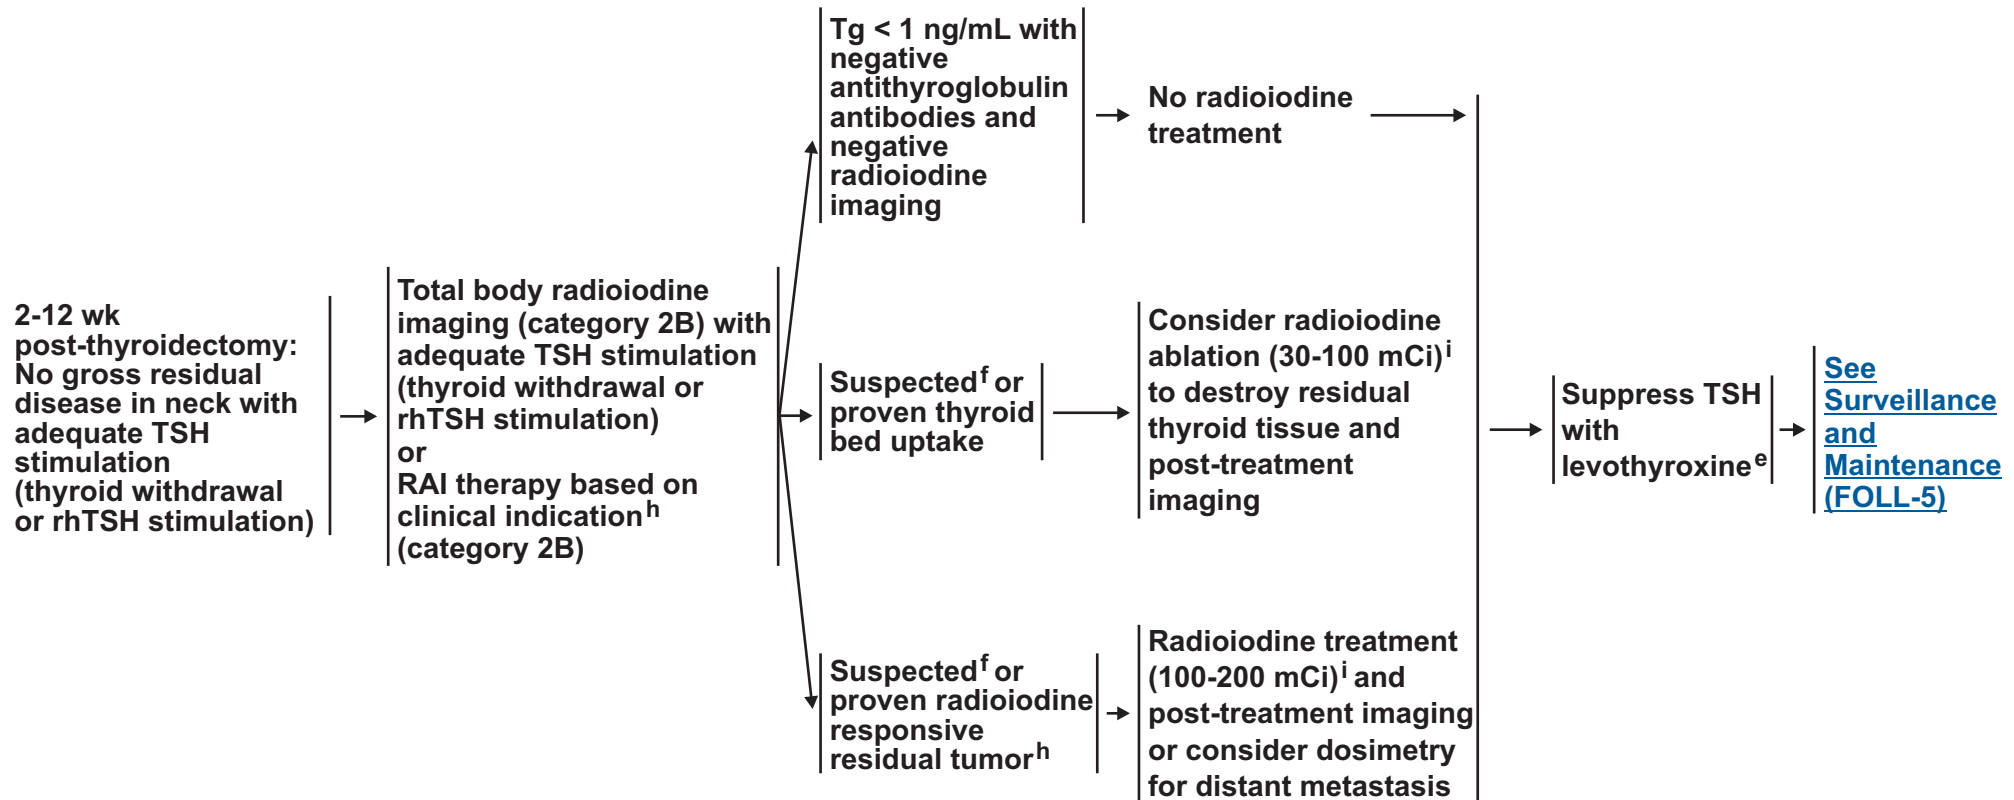 2-12 wk
post-thyroidectomy:
No gross residual
disease in neck with
adequate TSH
stimulation
(thyroid withdrawal
or rhTSH stimulation)
Total body radioiodine
imaging (category 2B) with
adequate TSH stimulation
(thyroid withdrawal or
rhTSH stimulation)
or
RAI therapy based on
clinical indication h
(category 2B)
Tg < 1 ng/mL with
negative
antithyroglobulin
antibodies and
negative
radioiodine
imaging
No radioiodine
treatment
Suspected f or
proven thyroid
bed uptake
Consider radioiodine
ablation (30-100 mCi) i
to destroy residual
thyroid tissue and
post-treatment
imaging
Suspected f or
proven radioiodine
responsive
residual tumor h
Radioiodine treatment
(100-200 mCi) i and
post-treatment imaging
or consider dosimetry
for distant metastasis
Suppress TSH
with
levothyroxine e
See
Surveillance
and
Maintenance
(FOLL-5)